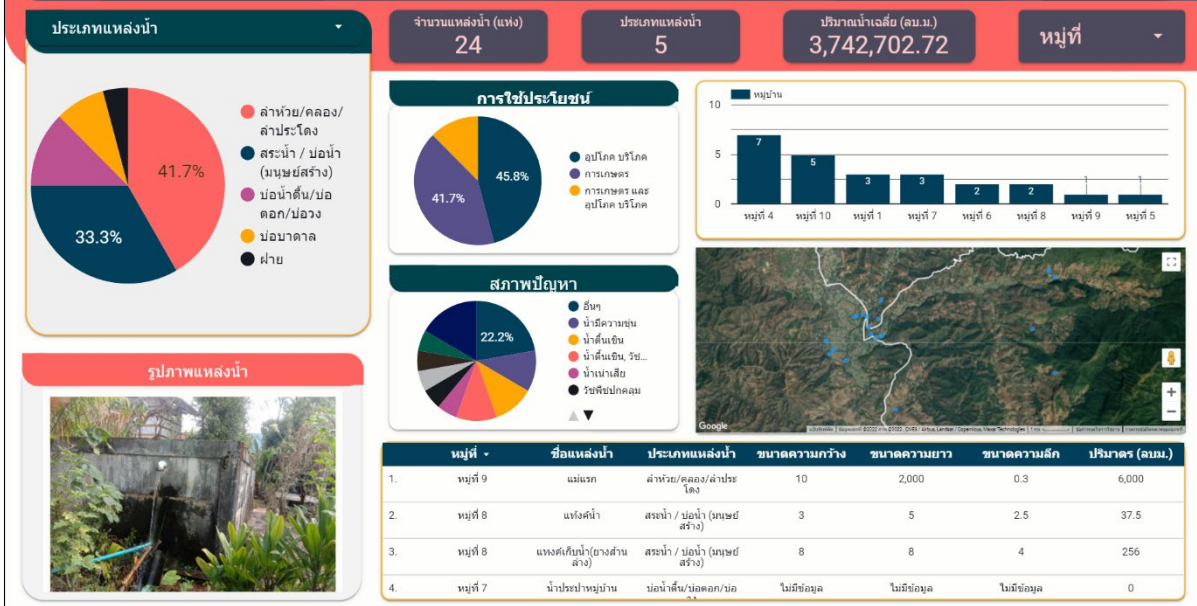 ประเภทแหล่งน้ำ
จำนวนแหล่งน้ำ (แห่ง)
24
ประเภทแหล่งน้ำ
5
ปริมาณน้ำเฉลี่ย (ลบ.ม.)
3,742,702.72
หมู่ที่
41.7%
33.3%
ลำห้วย/คลอง/
ลำประโดง
สระน้ำ / บ่อน้ำ
(มนุษย์สร้าง)
บ่อน้ำตื้น/บ่อ
ตอก/บ่อวง
บ่อบาดาล
ฝาย
การใช้ประโยชน์
45.8%
41.7%
อุปโภค บริโภค
การเกษตร
การเกษตร และ
อุปโภค บริโภค
หมู่บ้าน
10
5
0
7
5
3
3
2
2
1
1
หมู่ที่ 4
หมู่ที่ 10
หมู่ที่ 1
หมู่ที่ 7
หมู่ที่ 6
หมู่ที่ 8
หมู่ที่ 9
หมู่ที่ 5
สภาพปัญหา
22.2%
อื่นๆ
น้ำมีความขุ่น
น้ำตื้นเขิน
น้ำตื้นเขิน, วัช...
น้ำเน่าเสีย
วัชพืชปกคลุม
Google
รูปภาพแหล่งน้ำ
หมู่ที่ ชื่อแหล่งน้ำ ประเภทแหล่งน้ำ ขนาดความกว้าง ขนาดความยาว ขนาดความลึก ปริมาตร (ลบม.)
1. หมู่ที่ 9 แม่แรก ลำห้วย/คลอง/ลำประ 10 2,000 0.3 6,000
โดง
2. หมู่ที่ 8 แท้งค์น้ำ สระน้ำ / บ่อน้ำ (มนุษย์ 3 5 2.5 37.5
สร้าง)
3. หมู่ที่ 8 แทงค์เก็บน้ำ(ยางส้าน สระน้ำ / บ่อน้ำ (มนุษย์ 8 8 4 256
ล่าง) สร้าง)
4. หมู่ที่ 7 น้ำประปาหมู่บ้าน บ่อน้ำตื้น/บ่อตอก/บ่อ ไม่มีข้อมูล ไม่มีข้อมูล ไม่มีข้อมูล 0